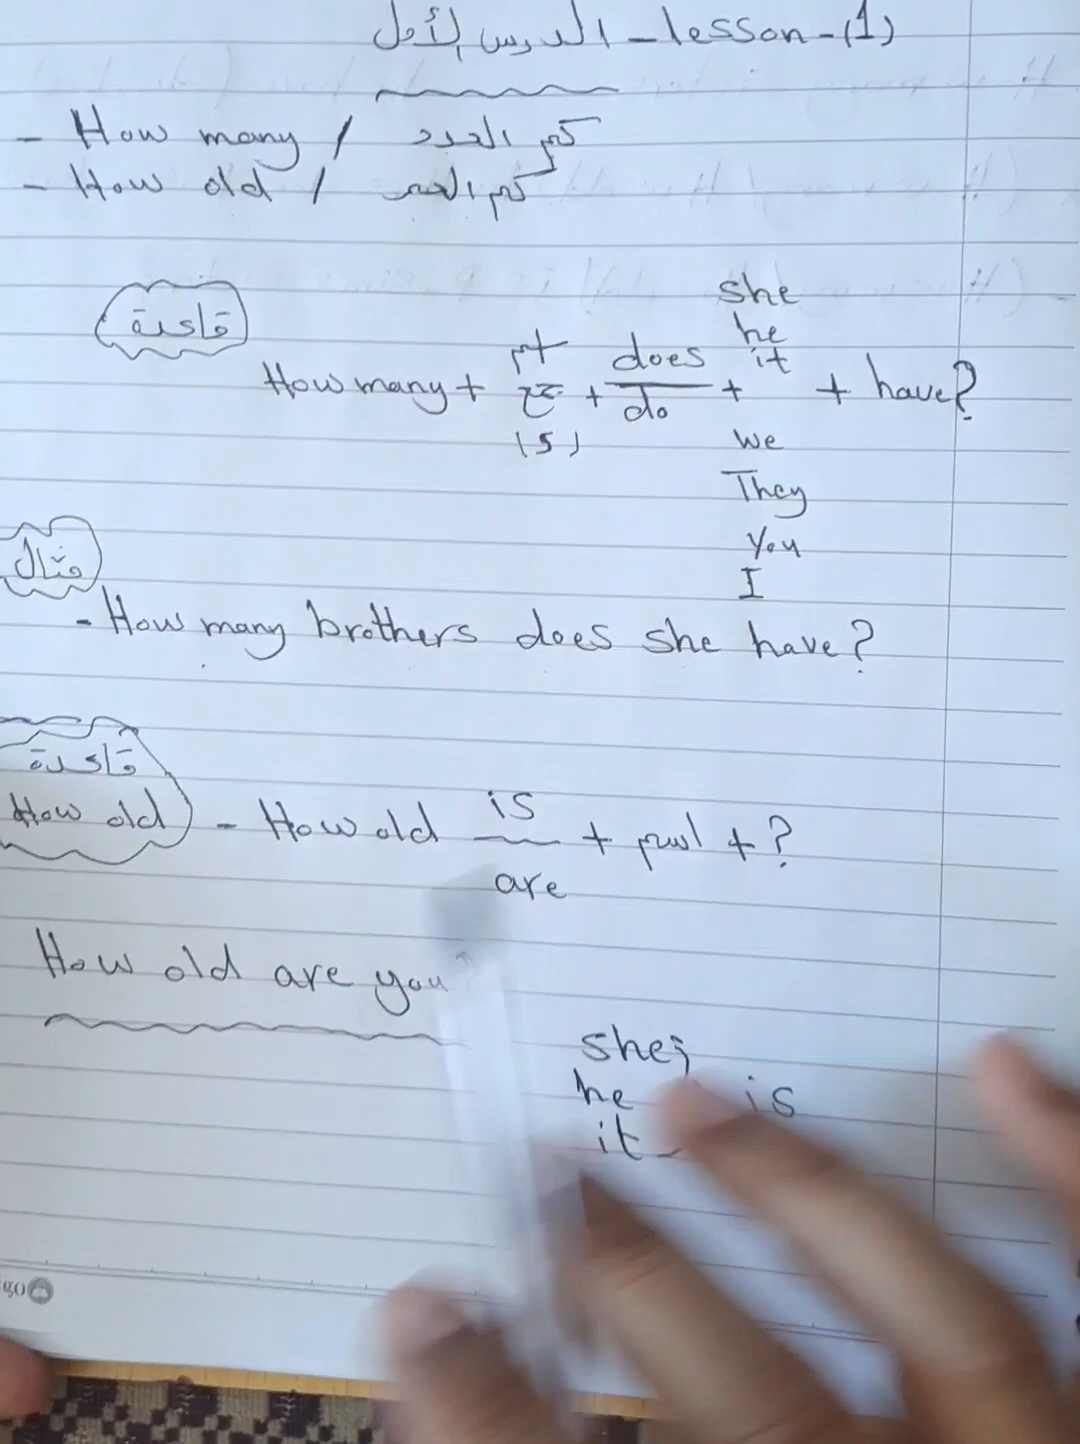 الدرس الأول - lesson - (1)
- How many / كم العدد
- How old / كم العمر
قاعدة
she
he
it
How many + اسم جمع (s) + does / do + + have?
we
They
you
I
مثال
- How many brothers does she have?
قاعدة
How old
- How old is / are + اسم + ?
How old are you?
she
he is
it
go